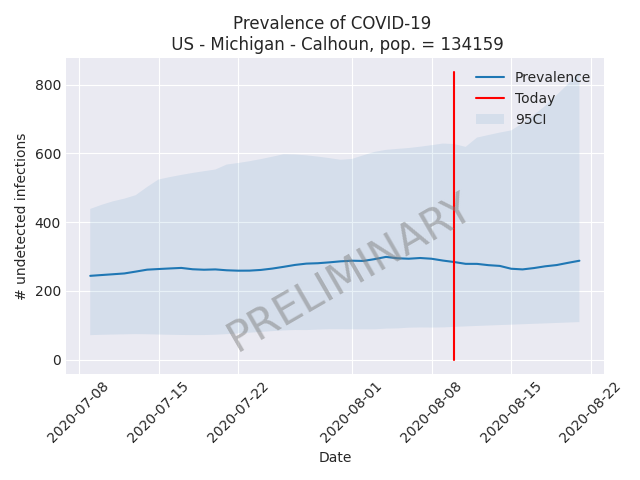 Prevalence of COVID-19
US - Michigan - Calhoun, pop. = 134159
800
600
400
200
0
# undetected infections
Prevalence
Today
95CI
PRELIMINARY
2020-07-08
2020-07-15
2020-07-22
2020-08-01
2020-08-08
2020-08-15
2020-08-22
Date